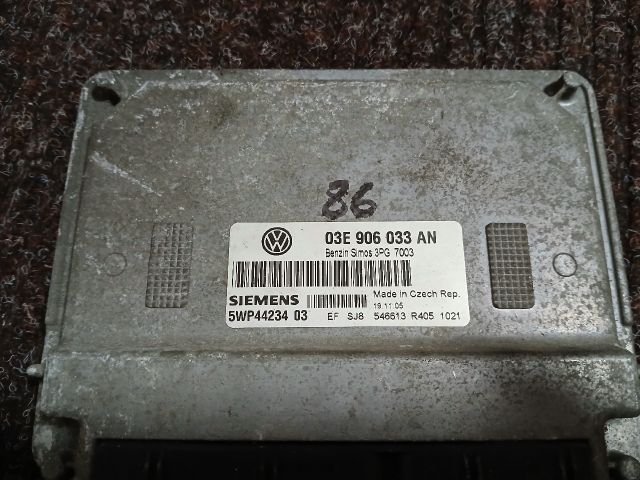 86
03E 906 033 AN
Benzin Simos 3PG 7003
SIEMENS
Made in Czech Rep.
19.11.05
5WP44234 03 EF SJ8 546613 R405 1021